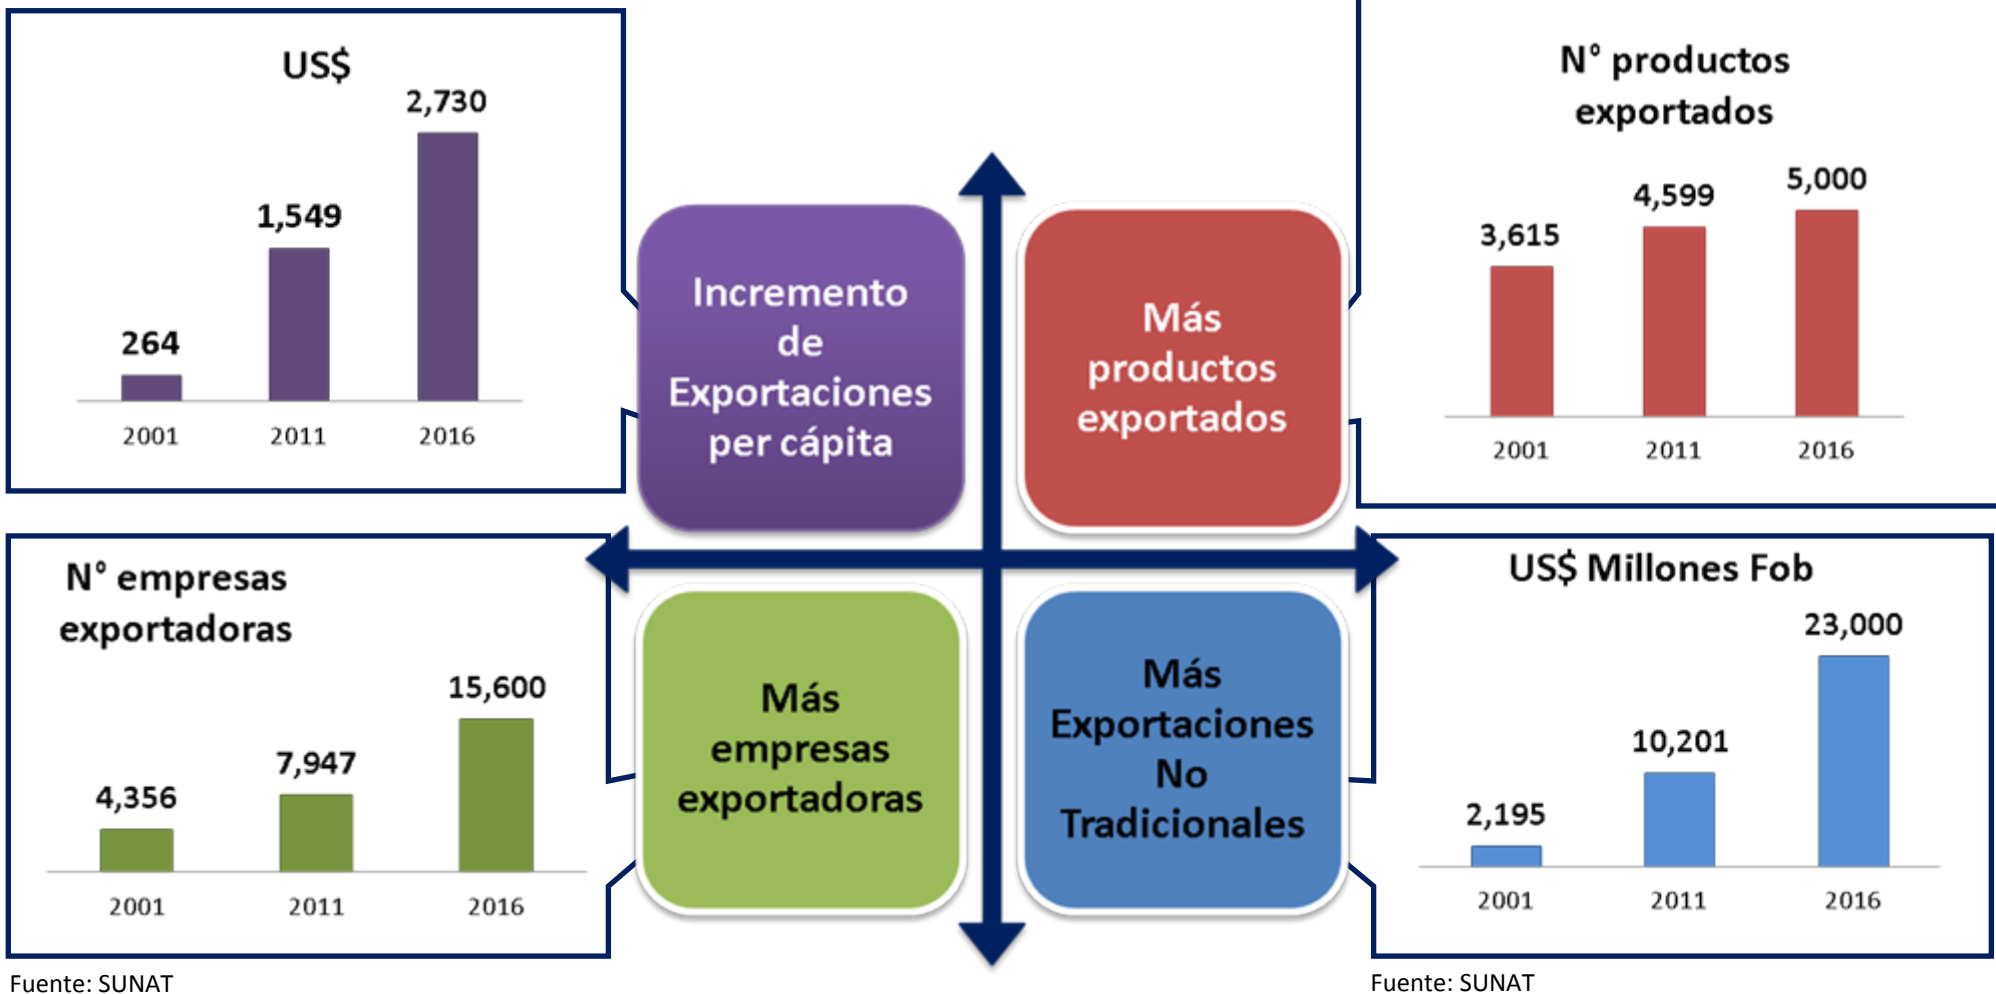 US$
2,730
1,549
264
2001 2011 2016
N° productos
exportados
5,000
4,599
3,615
2001 2011 2016
Incremento
de
Exportaciones
per cápita
Más
productos
exportados
N° empresas
exportadoras
15,600
7,947
4,356
2001 2011 2016
Más
empresas
exportadoras
Más
Exportaciones
No
Tradicionales
US$ Millones Fob
23,000
10,201
2,195
2001 2011 2016
Fuente: SUNAT
Fuente: SUNAT